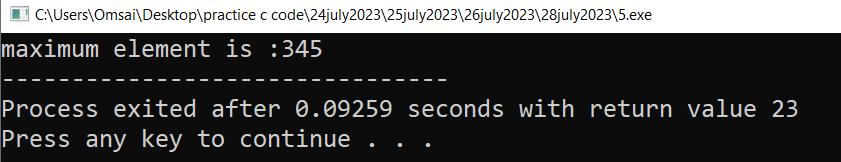 C:\Users\Omsai\Desktop\practice c code\24july2023\25july2023\26july2023\28july2023\5.exe
maximum element is :345
----------------------------------
Process exited after 0.09259 seconds with return value 23
Press any key to continue . . .